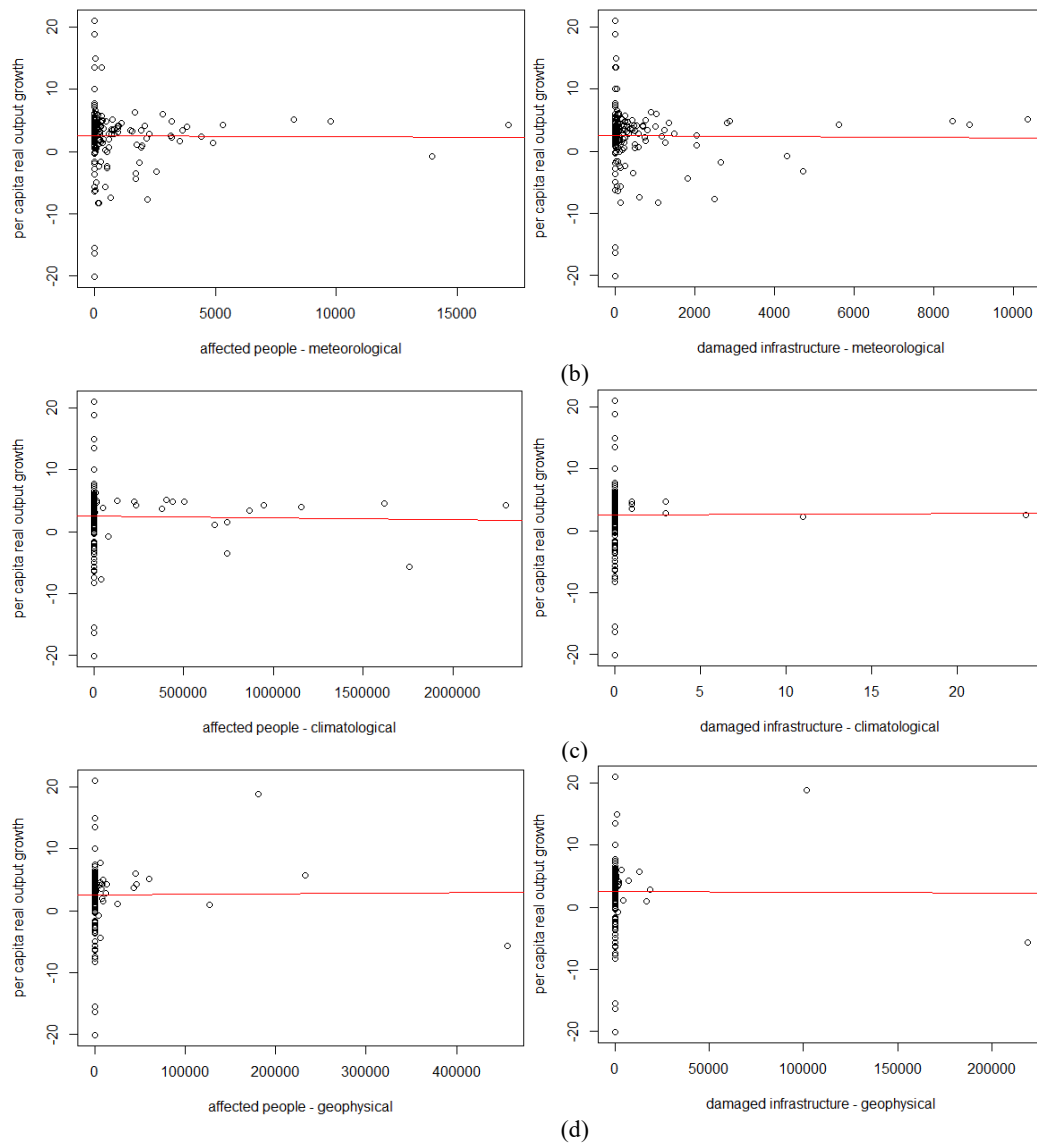 20
10
0
-10
-20
per capita real output growth
0 5000 10000 15000
affected people - meteorological
20
10
0
-10
-20
per capita real output growth
0 2000 4000 6000 8000 10000
damaged infrastructure - meteorological
(b)
20
10
0
-10
-20
per capita real output growth
0 500000 1000000 1500000 2000000
affected people - climatological
20
10
0
-10
-20
per capita real output growth
0 5 10 15 20
damaged infrastructure - climatological
(c)
20
10
0
-10
-20
per capita real output growth
0 100000 200000 300000 400000
affected people - geophysical
20
10
0
-10
-20
per capita real output growth
0 50000 100000 150000 200000
damaged infrastructure - geophysical
(d)